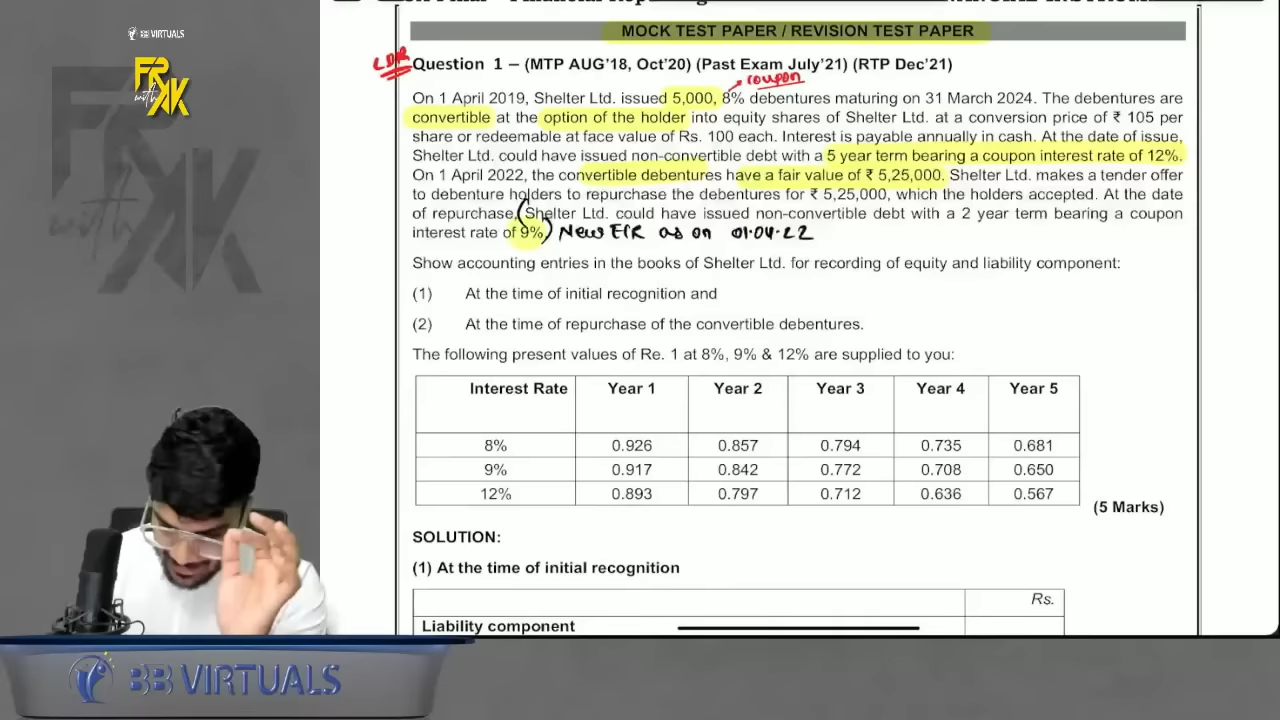 BB VIRTUALS
FR
with
AK
MOCK TEST PAPER / REVISION TEST PAPER
LDR
Question 1 – (MTP AUG'18, Oct'20) (Past Exam July'21) (RTP Dec'21)
coupon
On 1 April 2019, Shelter Ltd. issued 5,000, 8% debentures maturing on 31 March 2024. The debentures are
convertible at the option of the holder into equity shares of Shelter Ltd. at a conversion price of ₹ 105 per
share or redeemable at face value of Rs. 100 each. Interest is payable annually in cash. At the date of issue,
Shelter Ltd. could have issued non-convertible debt with a 5 year term bearing a coupon interest rate of 12%.
On 1 April 2022, the convertible debentures have a fair value of ₹ 5,25,000. Shelter Ltd. makes a tender offer
to debenture holders to repurchase the debentures for ₹ 5,25,000, which the holders accepted. At the date
of repurchase, Shelter Ltd. could have issued non-convertible debt with a 2 year term bearing a coupon
interest rate of 9%. New EIR as on 01.04.22
Show accounting entries in the books of Shelter Ltd. for recording of equity and liability component:
(1) At the time of initial recognition and
(2) At the time of repurchase of the convertible debentures.
The following present values of Re. 1 at 8%, 9% & 12% are supplied to you:
Interest Rate Year 1 Year 2 Year 3 Year 4 Year 5
8% 0.926 0.857 0.794 0.735 0.681
9% 0.917 0.842 0.772 0.708 0.650
12% 0.893 0.797 0.712 0.636 0.567
(5 Marks)
SOLUTION:
(1) At the time of initial recognition
Rs.
Liability component
BB VIRTUALS